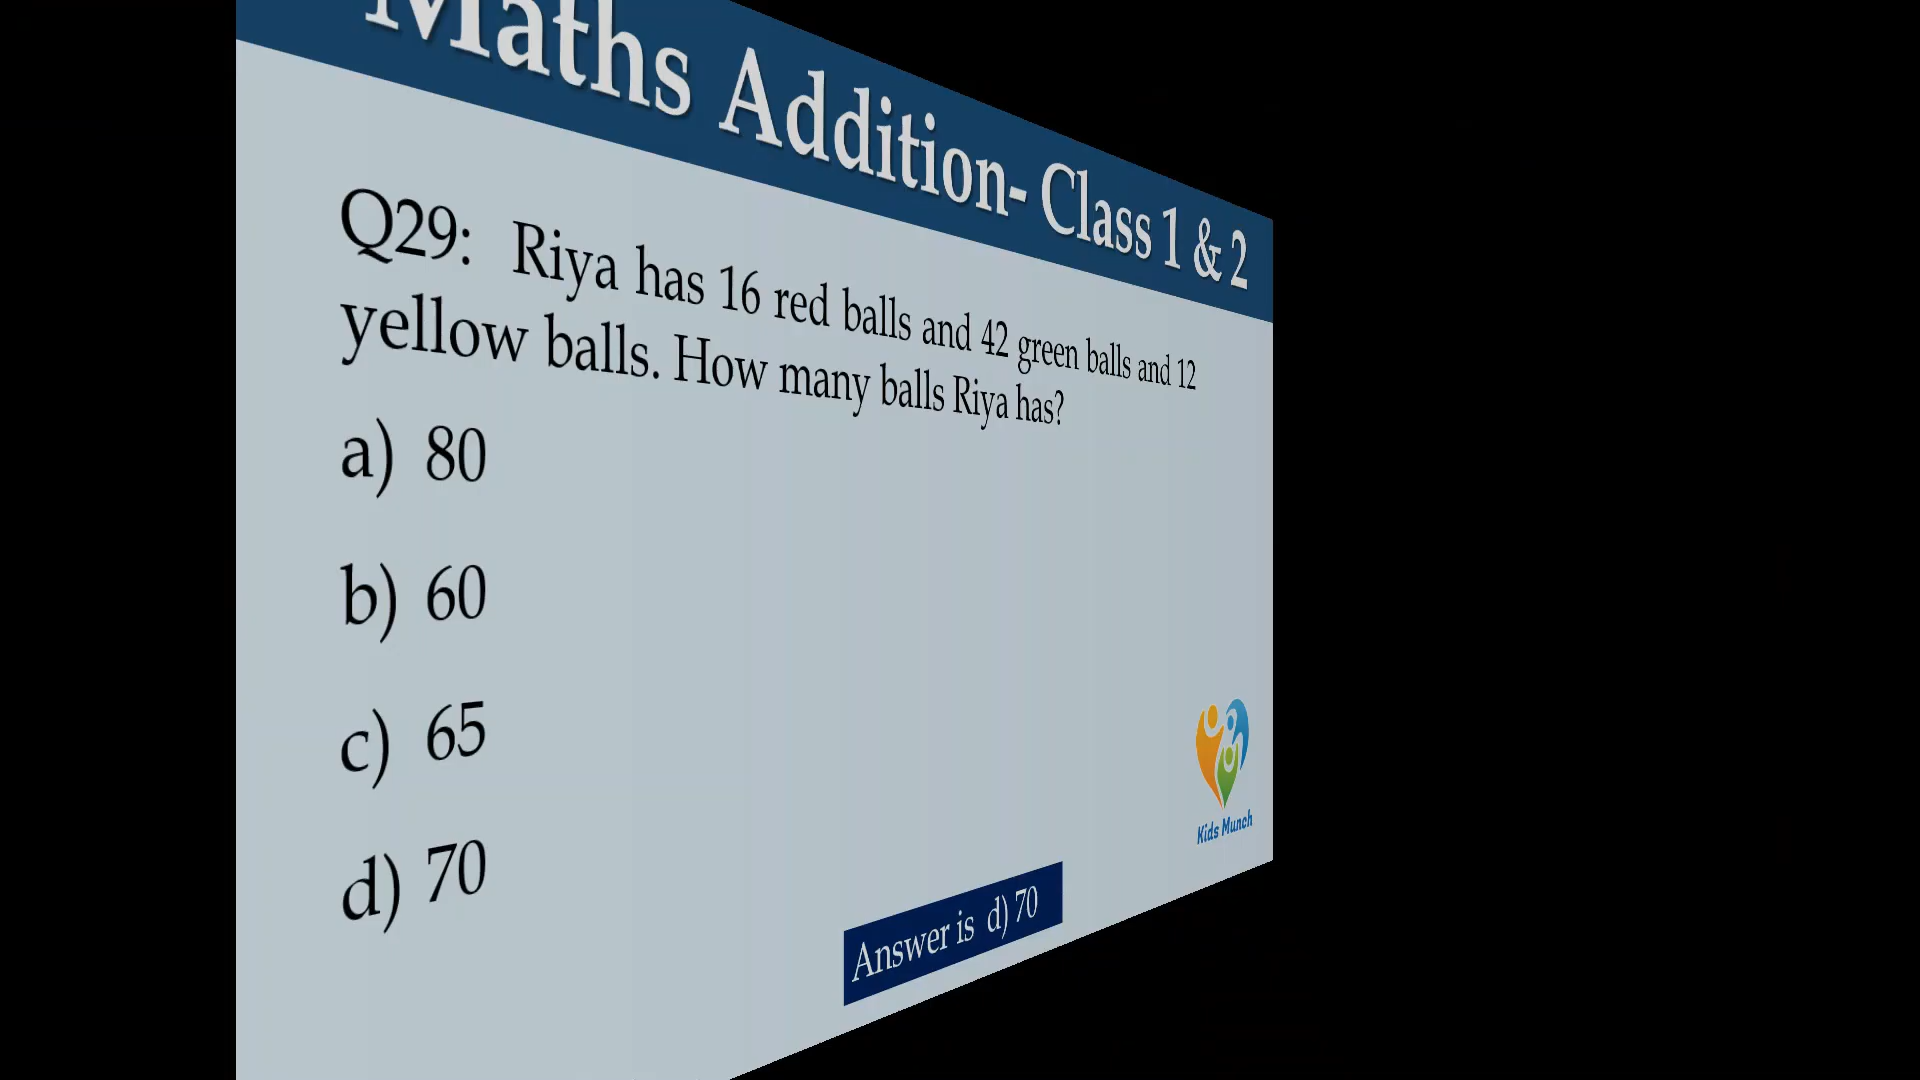 Maths Addition- Class 1 & 2
Q29: Riya has 16 red balls and 42 green balls and 12
yellow balls. How many balls Riya has?
a) 80
b) 60
c) 65
d) 70
Kids Munch
Answer is d) 70